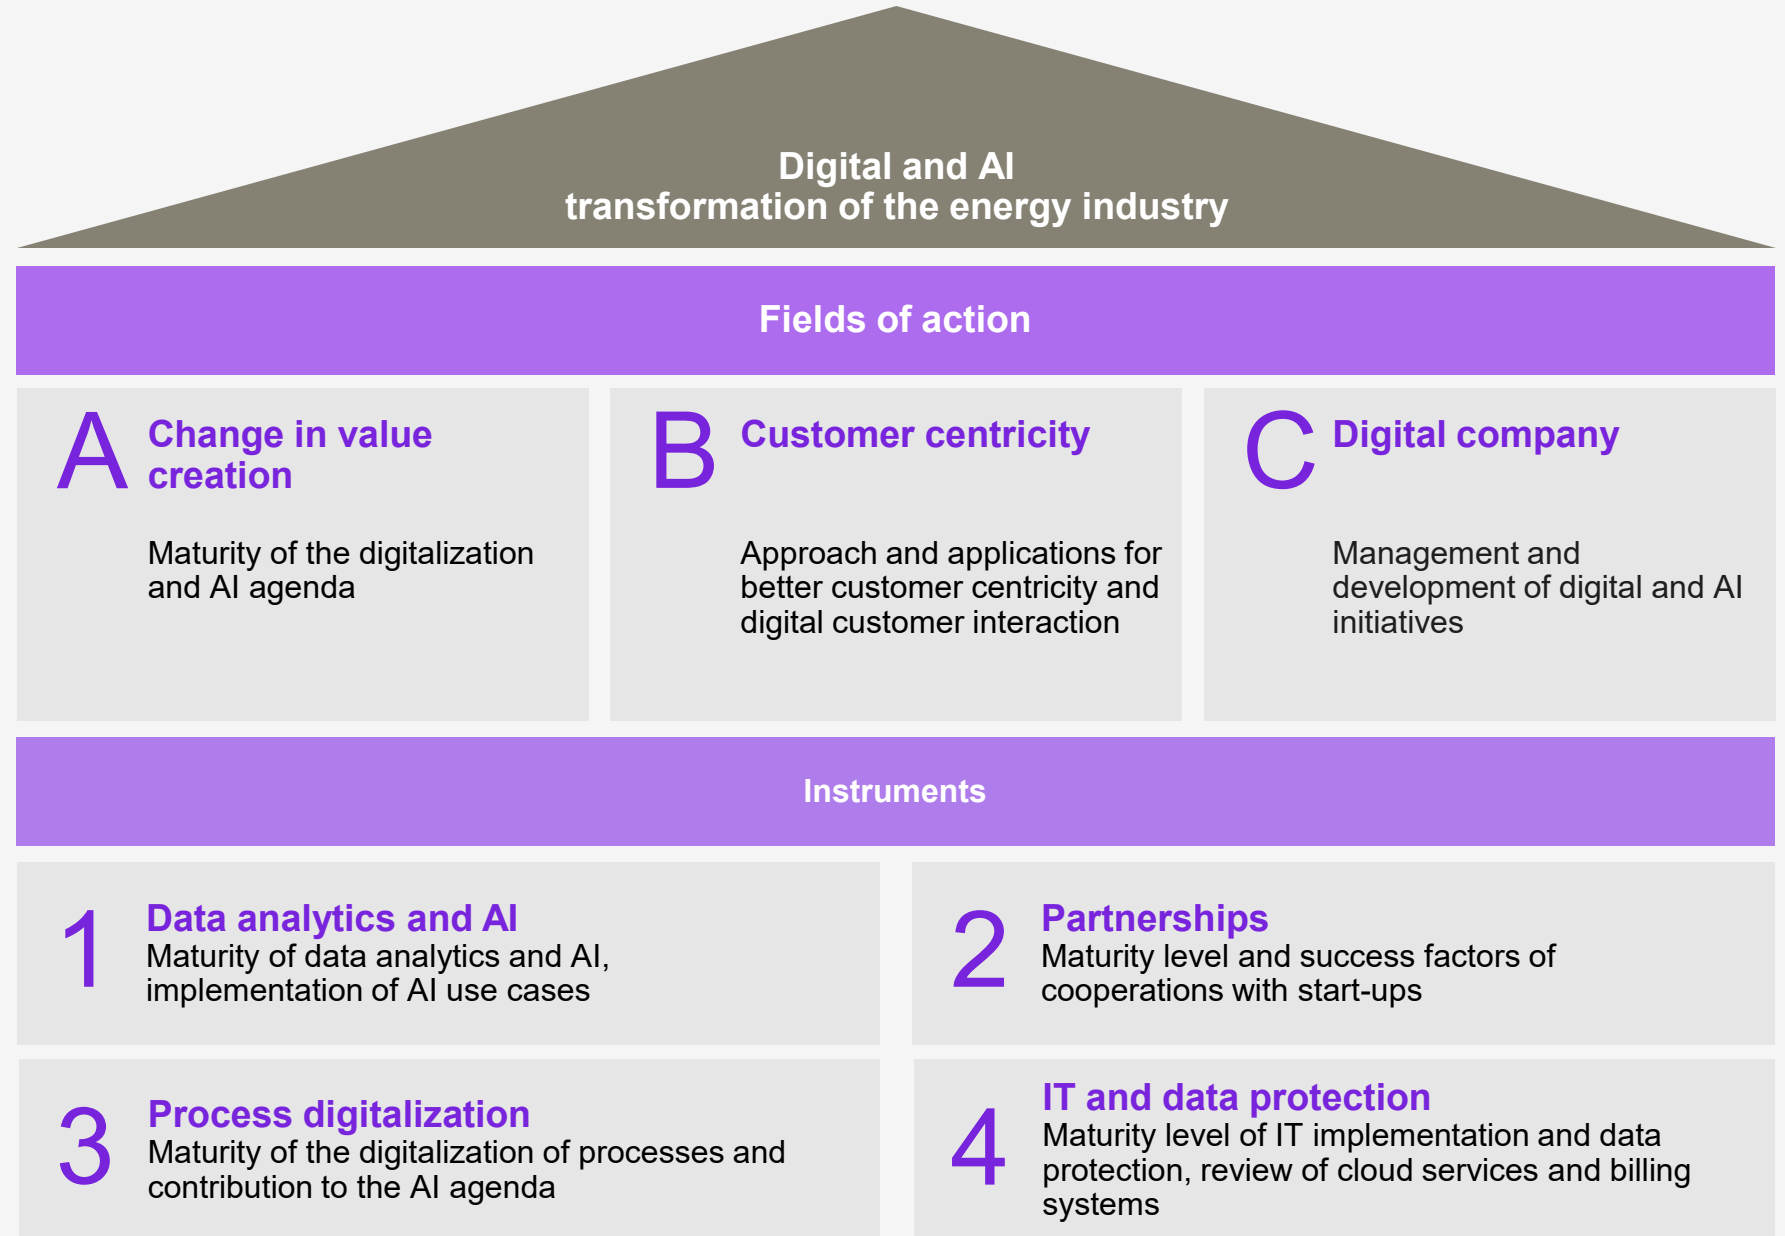 Digital and AI
transformation of the energy industry
Fields of action
A
Change in value
creation
Maturity of the digitalization
and AI agenda
B
Customer centricity
Approach and applications for
better customer centricity and
digital customer interaction
C
Digital company
Management and
development of digital and AI
initiatives
Instruments
1
Data analytics and AI
Maturity of data analytics and AI,
implementation of AI use cases
2
Partnerships
Maturity level and success factors of
cooperations with start-ups
3
Process digitalization
Maturity of the digitalization of processes and
contribution to the AI agenda
4
IT and data protection
Maturity level of IT implementation and data
protection, review of cloud services and billing
systems